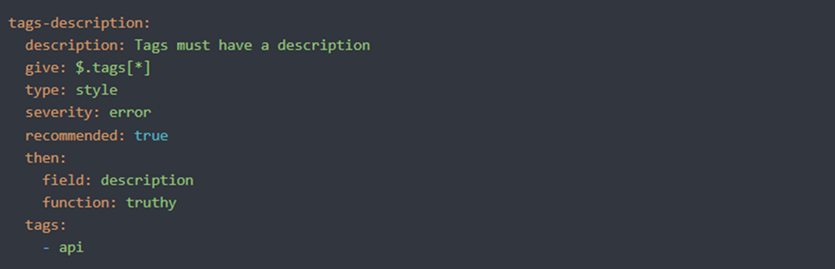 tags-description:
  description: Tags must have a description
  give: $.tags[*]
  type: style
  severity: error
  recommended: true
  then:
    field: description
    function: truthy
  tags:
    - api